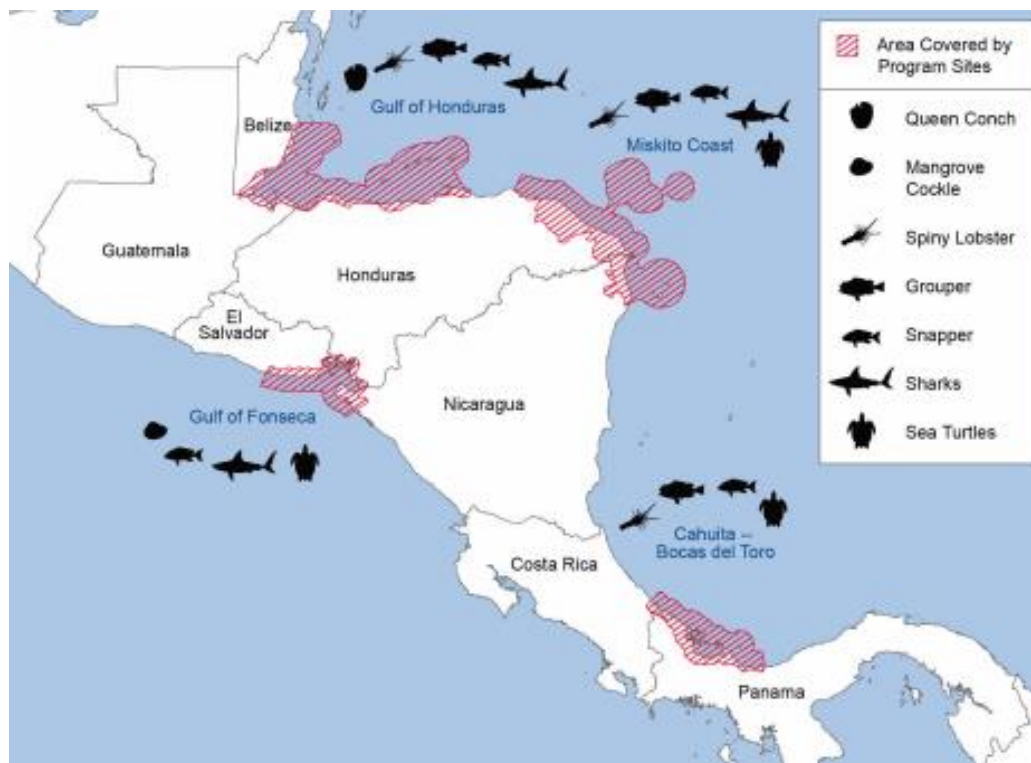 Gulf of Honduras
Miskito Coast
Belize
Guatemala
Honduras
El
Salvador
Nicaragua
Gulf of Fonseca
Cahuita –
Bocas del Toro
Costa Rica
Panama
Area Covered by
Program Sites
Queen Conch
Mangrove
Cockle
Spiny Lobster
Grouper
Snapper
Sharks
Sea Turtles